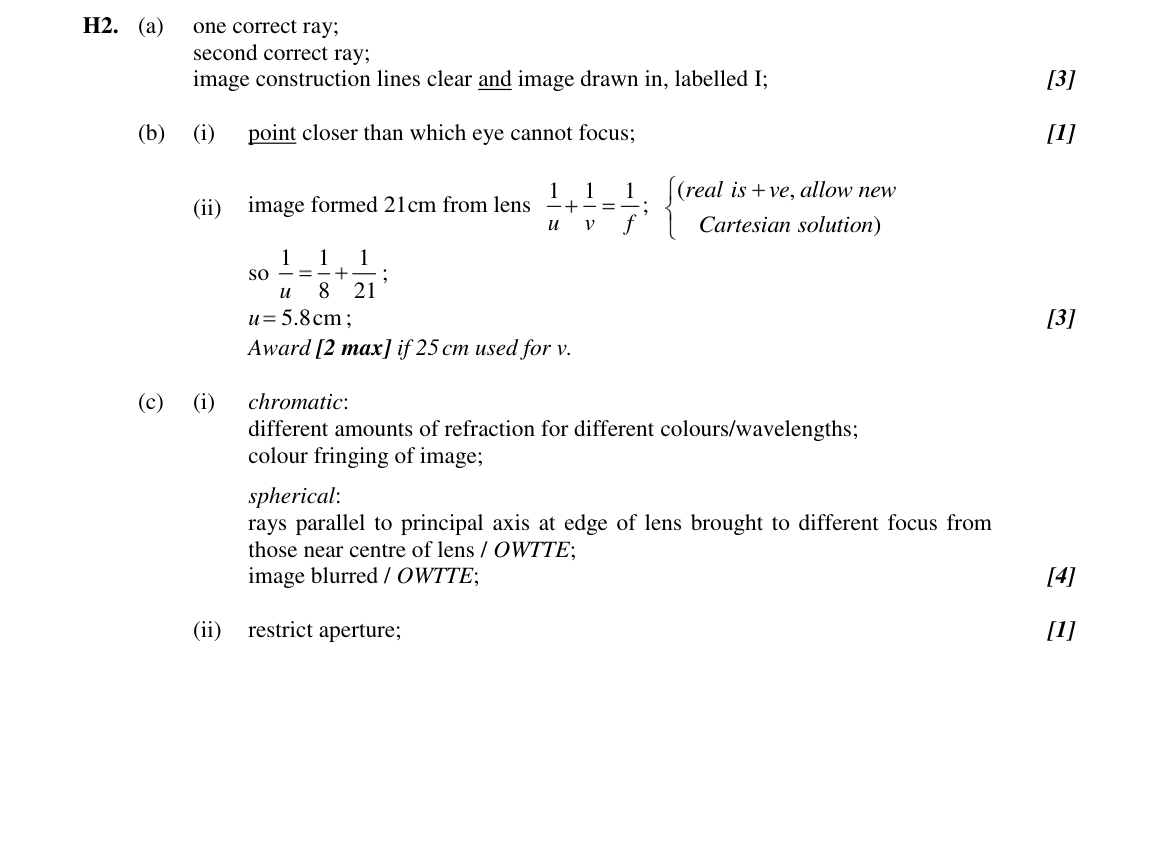 H2. (a) one correct ray;
second correct ray;
image construction lines clear and image drawn in, labelled I; [3]
(b) (i) point closer than which eye cannot focus; [1]
(ii) image formed 21cm from lens 1/u + 1/v = 1/f; {(real is +ve, allow new
Cartesian solution)
so 1/u = 1/8 + 1/21;
u = 5.8cm; [3]
Award [2 max] if 25cm used for v.
(c) (i) chromatic:
different amounts of refraction for different colours/wavelengths;
colour fringing of image;
spherical:
rays parallel to principal axis at edge of lens brought to different focus from
those near centre of lens / OWTTE;
image blurred / OWTTE; [4]
(ii) restrict aperture; [1]